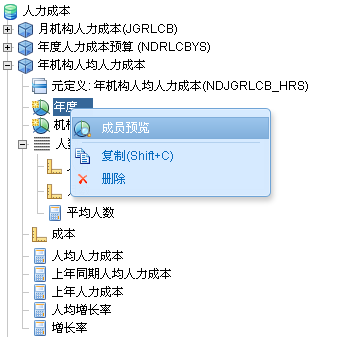 人力成本
月机构人力成本(JGRLCB)
年度人力成本预算 (NDRLCBYS)
年机构人均人力成本
元定义: 年机构人均人力成本(NDJGRLCB_HRS)
年度
机构
成员预览
复制(Shift+C)
删除
平均人数
成本
人均人力成本
上年同期人均人力成本
上年人力成本
人均增长率
增长率